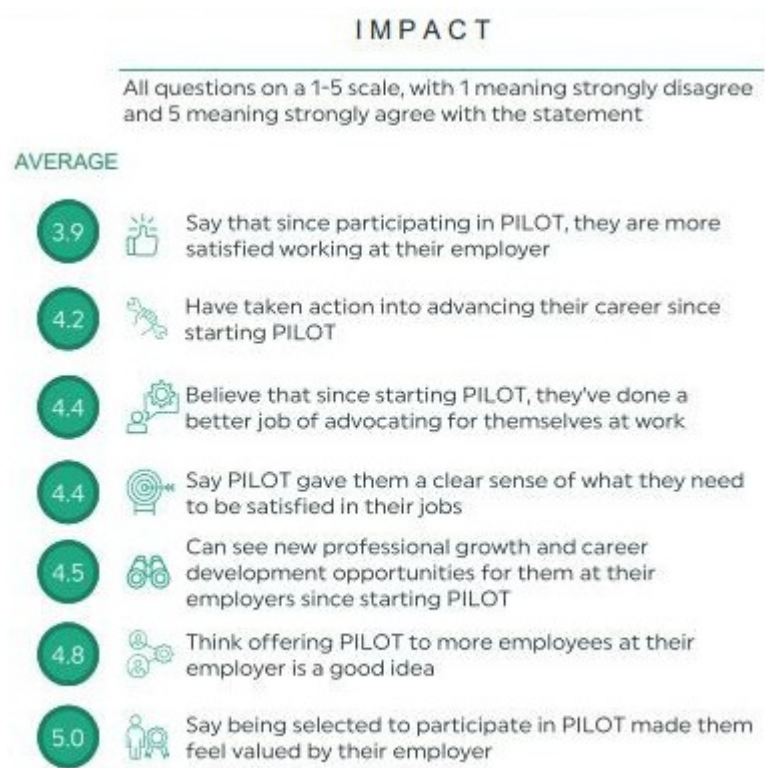 IMPACT
All questions on a 1-5 scale, with 1 meaning strongly disagree
and 5 meaning strongly agree with the statement
AVERAGE
3.9
Say that since participating in PILOT, they are more
satisfied working at their employer
4.2
Have taken action into advancing their career since
starting PILOT
4.4
Believe that since starting PILOT, they've done a
better job of advocating for themselves at work
4.4
Say PILOT gave them a clear sense of what they need
to be satisfied in their jobs
4.5
Can see new professional growth and career
development opportunities for them at their
employers since starting PILOT
4.8
Think offering PILOT to more employees at their
employer is a good idea
5.0
Say being selected to participate in PILOT made them
feel valued by their employer